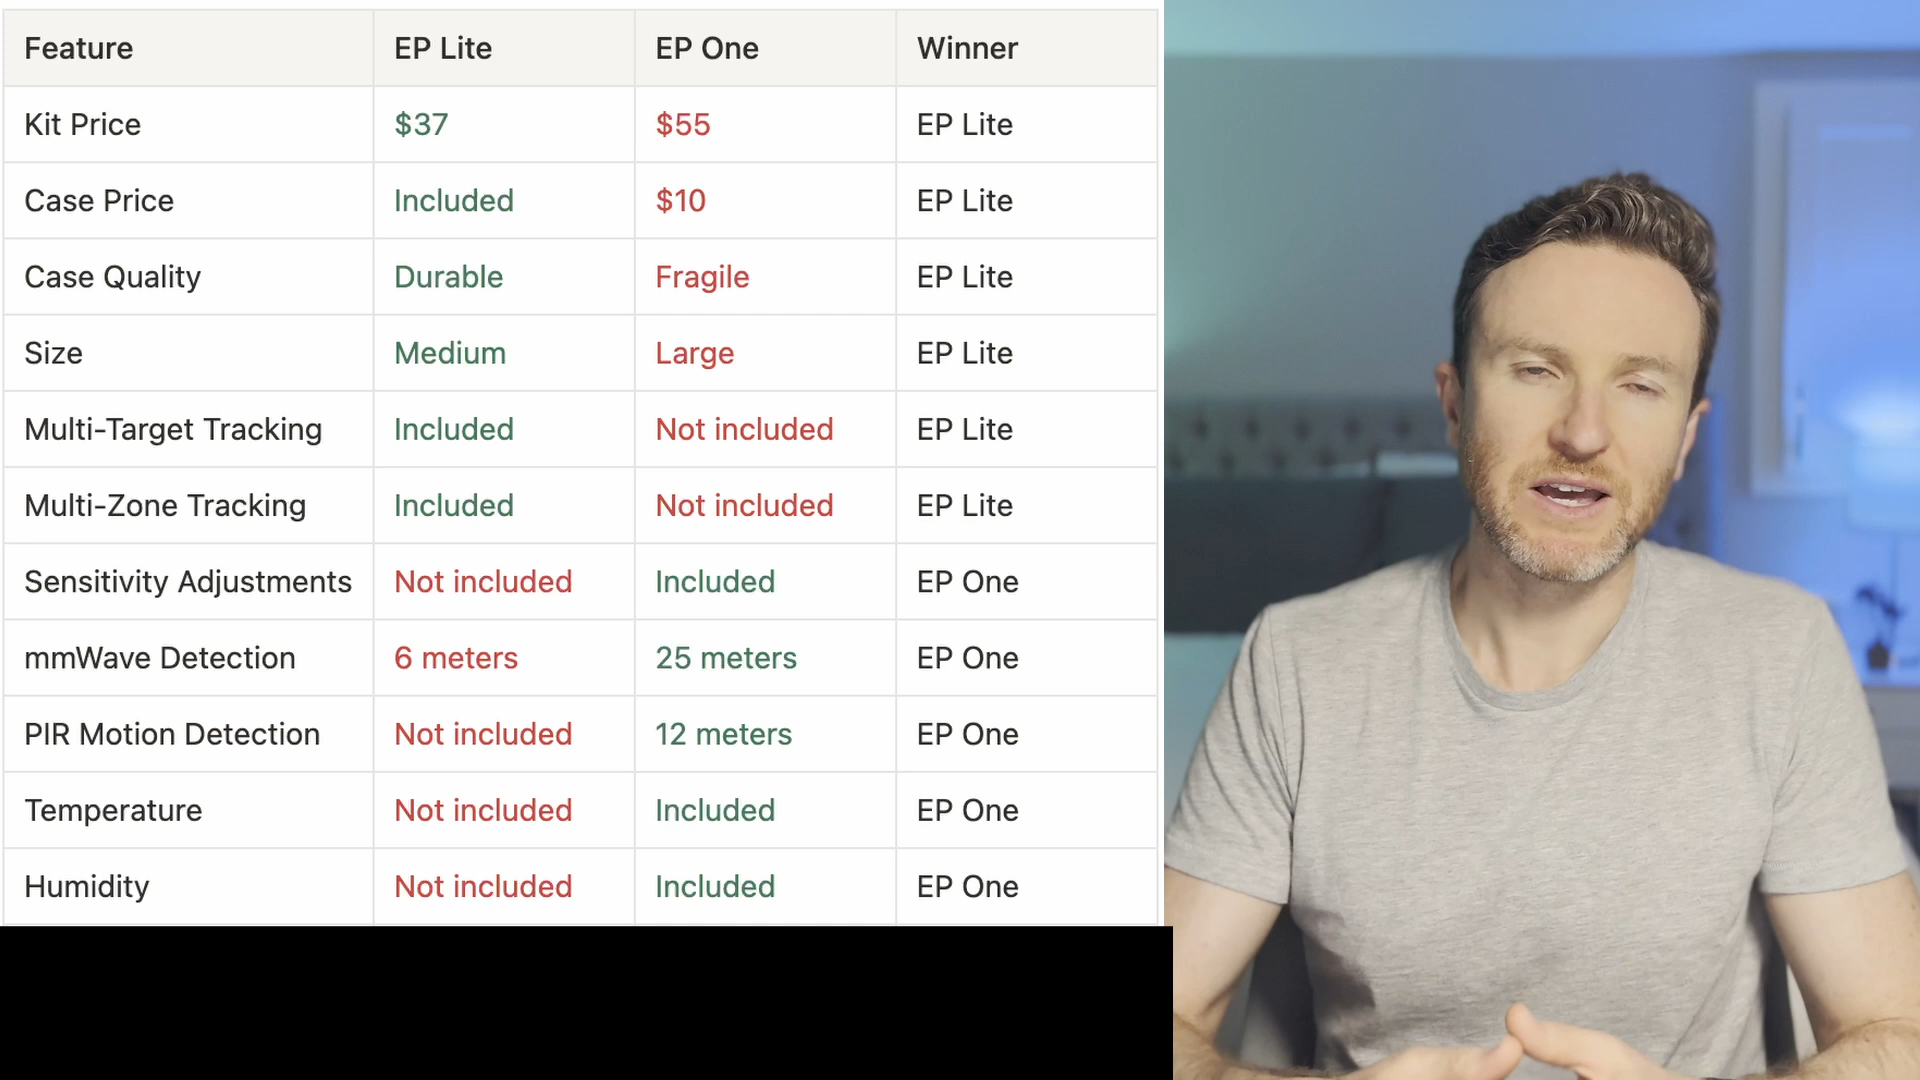 Feature EP Lite EP One Winner
Kit Price $37 $55 EP Lite
Case Price Included $10 EP Lite
Case Quality Durable Fragile EP Lite
Size Medium Large EP Lite
Multi-Target Tracking Included Not included EP Lite
Multi-Zone Tracking Included Not included EP Lite
Sensitivity Adjustments Not included Included EP One
mmWave Detection 6 meters 25 meters EP One
PIR Motion Detection Not included 12 meters EP One
Temperature Not included Included EP One
Humidity Not included Included EP One